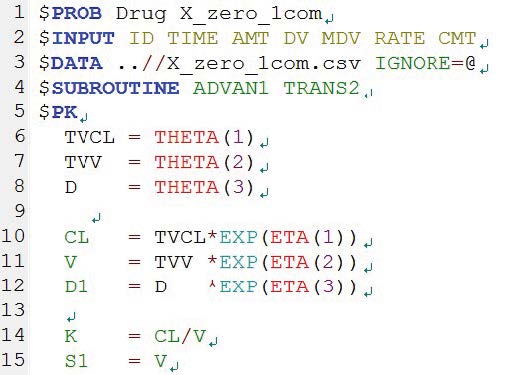 1 $PROB Drug X_zero_1com
2 $INPUT ID TIME AMT DV MDV RATE CMT
3 $DATA ..//X_zero_1com.csv IGNORE=@
4 $SUBROUTINE ADVAN1 TRANS2
5 $PK
6 TVCL = THETA(1)
7 TVV = THETA(2)
8 D = THETA(3)
9
10 CL = TVCL*EXP(ETA(1))
11 V = TVV *EXP(ETA(2))
12 D1 = D *EXP(ETA(3))
13
14 K = CL/V
15 S1 = V